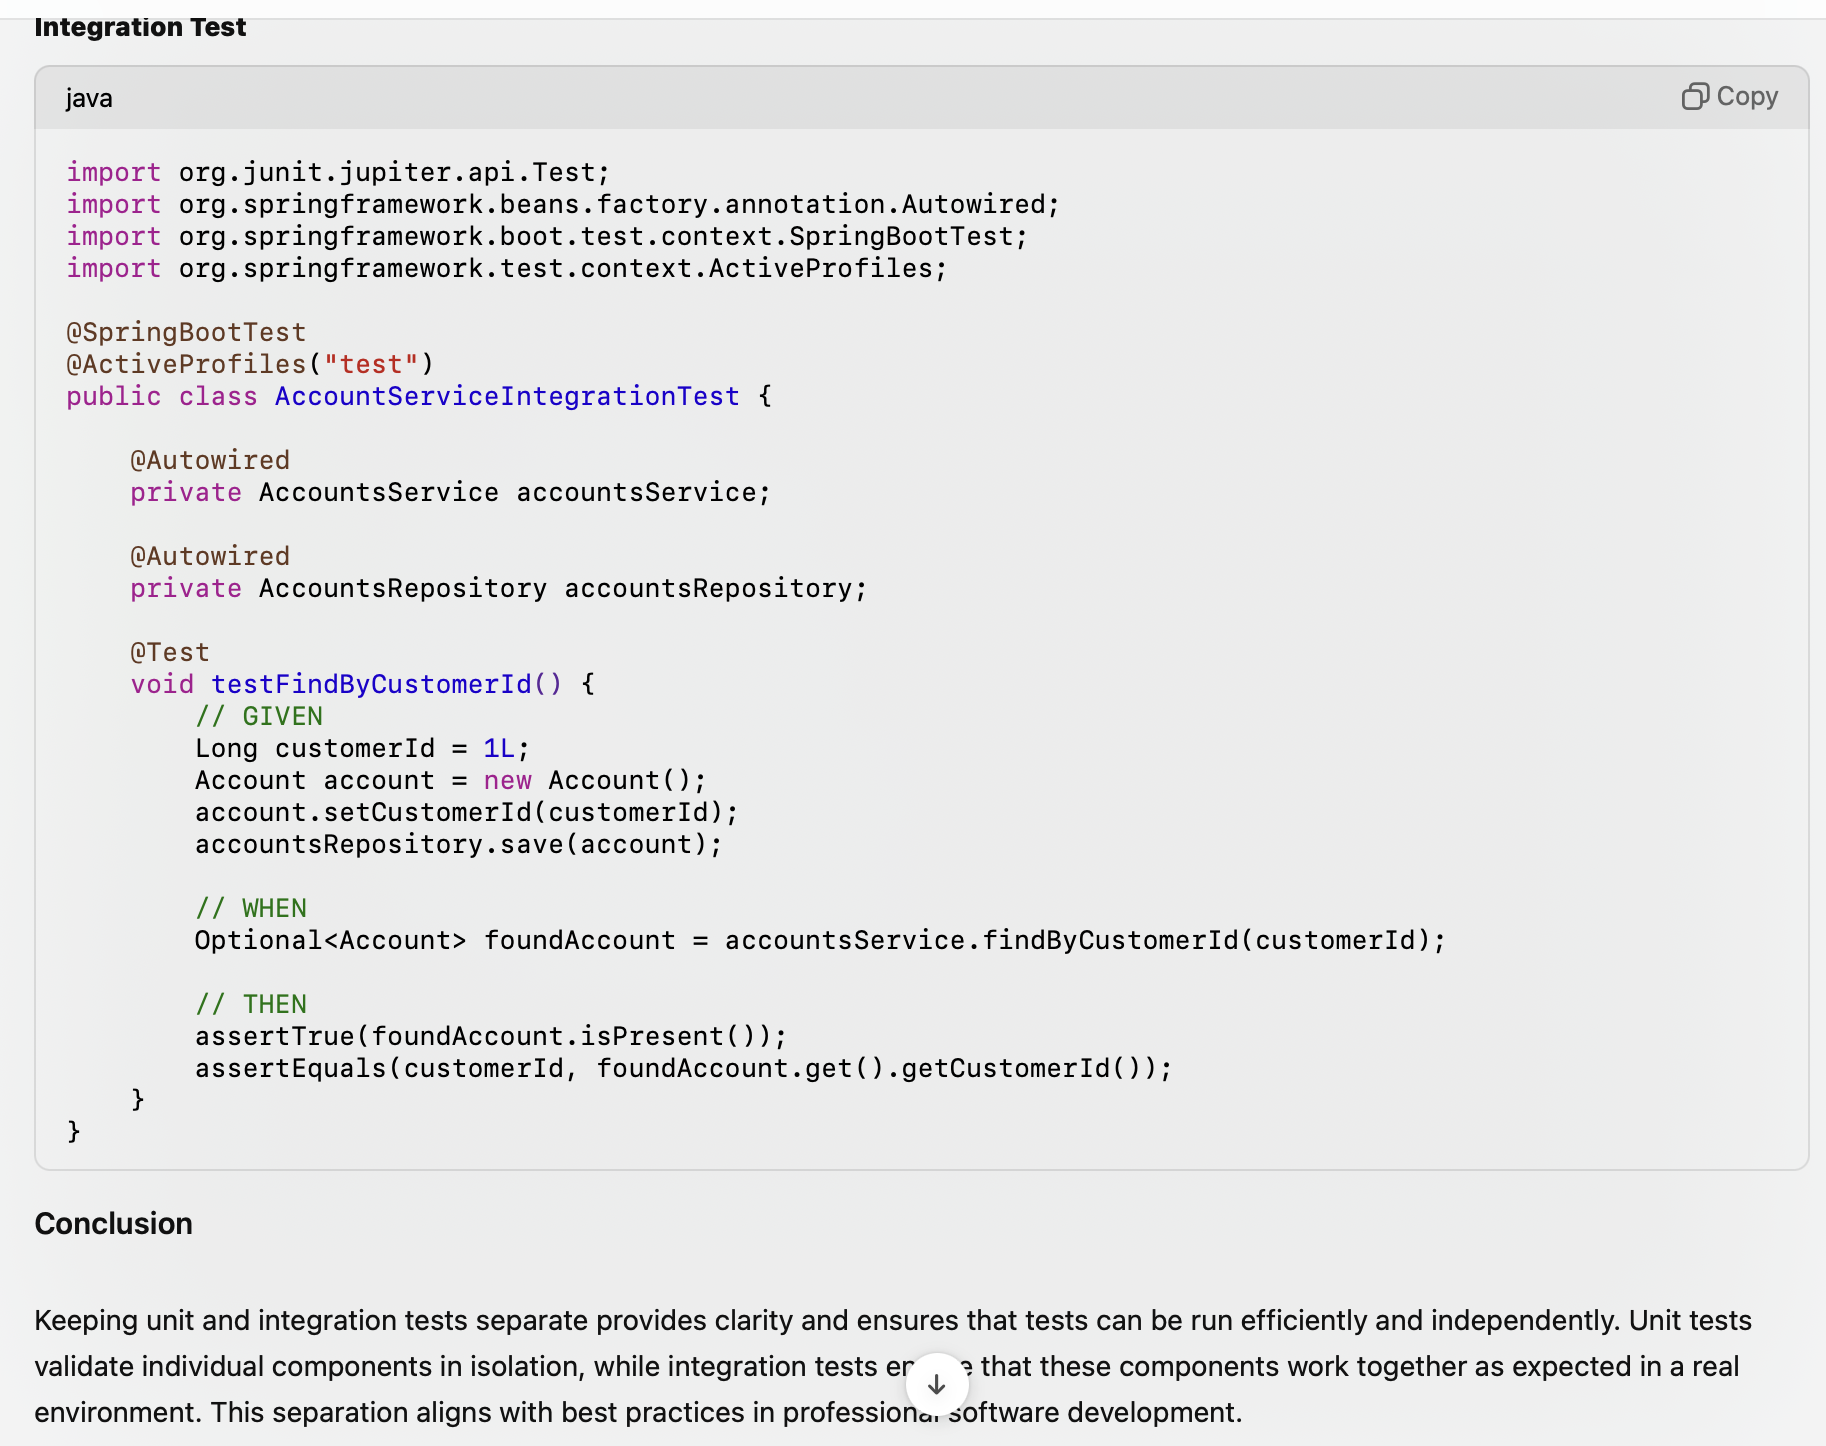 Integration Test
java
Copy
import org.junit.jupiter.api.Test;
import org.springframework.beans.factory.annotation.Autowired;
import org.springframework.boot.test.context.SpringBootTest;
import org.springframework.test.context.ActiveProfiles;
@SpringBootTest
@ActiveProfiles("test")
public class AccountServiceIntegrationTest {
@Autowired
private AccountsService accountsService;
@Autowired
private AccountsRepository accountsRepository;
@Test
void testFindByCustomerId() {
// GIVEN
Long customerId = 1L;
Account account = new Account();
account.setCustomerId(customerId);
accountsRepository.save(account);
// WHEN
Optional<Account> foundAccount = accountsService.findByCustomerId(customerId);
// THEN
assertTrue(foundAccount.isPresent());
assertEquals(customerId, foundAccount.get().getCustomerId());
}
}
Conclusion
Keeping unit and integration tests separate provides clarity and ensures that tests can be run efficiently and independently. Unit tests
validate individual components in isolation, while integration tests that these components work together as expected in a real
environment. This separation aligns with best practices in professional software development.